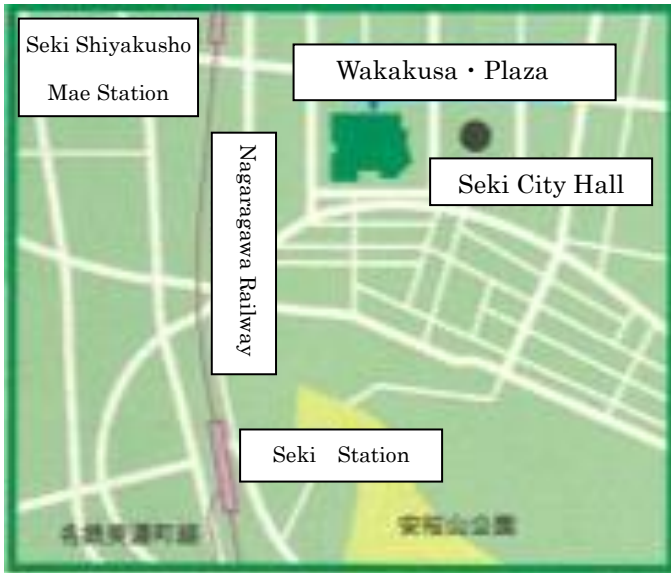 Seki Shiyakusho
Mae Station
Wakakusa・Plaza
Seki City Hall
Nagaragawa Railway
Seki　Station
名鉄美濃町線
安桜山公園